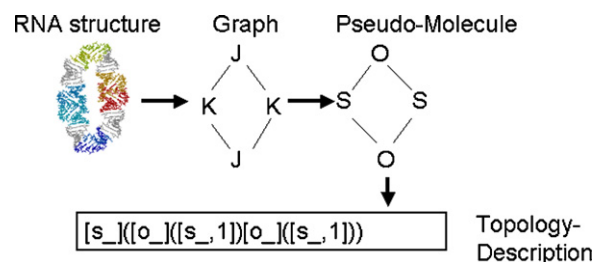 RNA structure
Graph
Pseudo-Molecule
J
K K
J
O
S S
O
[s_]([o_]([s_,1])[o_]([s_,1]))
Topology-
Description